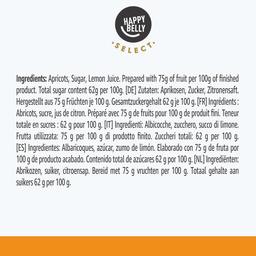 HAPPY
BELLY
SELECT
Ingredients: Apricots, Sugar, Lemon Juice. Prepared with 75g of fruit per 100g of finished
product. Total sugar content 62g per 100g. [DE] Zutaten: Aprikosen, Zucker, Zitronensaft.
Hergestellt aus 75 g Früchten je 100 g. Gesamtzuckergehalt 62 g je 100 g. [FR] Ingrédients :
Abricots, sucre, jus de citron. Préparé avec 75 g de fruits pour 100 g de produit fini. Teneur
totale en sucres : 62 g pour 100 g. [IT] Ingredienti: Albicocche, zucchero, succo di limone.
Frutta utilizzata: 75 g per 100 g di prodotto finito. Zuccheri totali: 62 g per 100 g.
[ES] Ingredientes: Albaricoques, azúcar, zumo de limón. Elaborado con 75 g de fruta por
100 g de producto acabado. Contenido total de azúcares 62 g por 100 g. [NL] Ingrediënten:
Abrikozen, suiker, citroensap. Bereid met 75 g vruchten per 100 g. Totaal gehalte aan
suikers 62 g per 100 g.